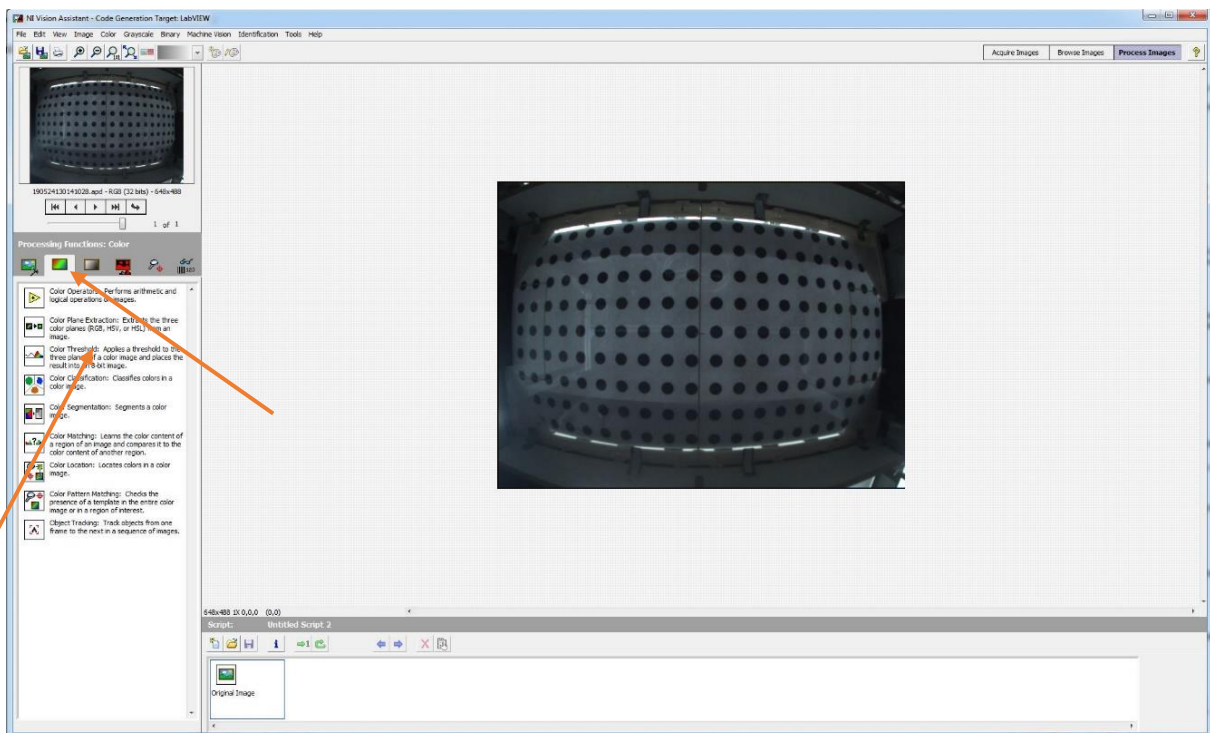 NI Vision Assistant - Code Generation Target: LabVIEW
File Edit View Image Color Grayscale Binary Machine Vision Identification Tools Help
Acquire Images Browse Images Process Images
190524130141028.apd - RGB (32 bits) - 648x488
1 of 1
Processing Functions: Color
Color Operators: Performs arithmetic and
logical operations on images.
Color Plane Extraction: Extracts the three
color planes (RGB, HSV, or HSL) from an
image.
Color Threshold: Applies a threshold to the
three planes of a color image and places the
result into an 8-bit image.
Color Classification: Classifies colors in a
color image.
Color Segmentation: Segments a color
image.
Color Matching: Learns the color content of
a region of an image and compares it to the
color content of another region.
Color Location: Locates colors in a color
image.
Color Pattern Matching: Checks the
presence of a template in the entire color
image or in a region of interest.
Object Tracking: Track objects from one
frame to the next in a sequence of images.
648x488 1X 0,0,0 (0,0)
Script: Untitled Script 2
Original Image